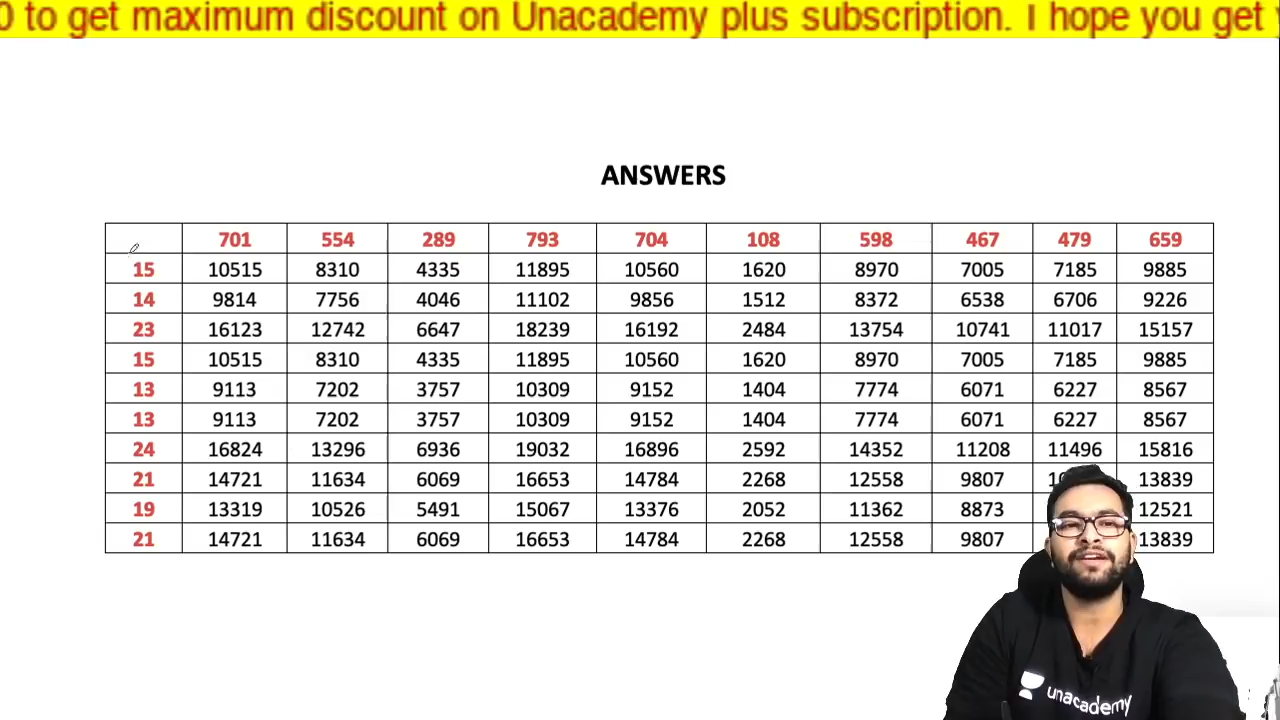 0 to get maximum discount on Unacademy plus subscription. I hope you get
ANSWERS
701 554 289 793 704 108 598 467 479 659
15 10515 8310 4335 11895 10560 1620 8970 7005 7185 9885
14 9814 7756 4046 11102 9856 1512 8372 6538 6706 9226
23 16123 12742 6647 18239 16192 2484 13754 10741 11017 15157
15 10515 8310 4335 11895 10560 1620 8970 7005 7185 9885
13 9113 7202 3757 10309 9152 1404 7774 6071 6227 8567
13 9113 7202 3757 10309 9152 1404 7774 6071 6227 8567
24 16824 13296 6936 19032 16896 2592 14352 11208 11496 15816
21 14721 11634 6069 16653 14784 2268 12558 9807 13839
19 13319 10526 5491 15067 13376 2052 11362 8873 12521
21 14721 11634 6069 16653 14784 2268 12558 9807 13839
unacademy